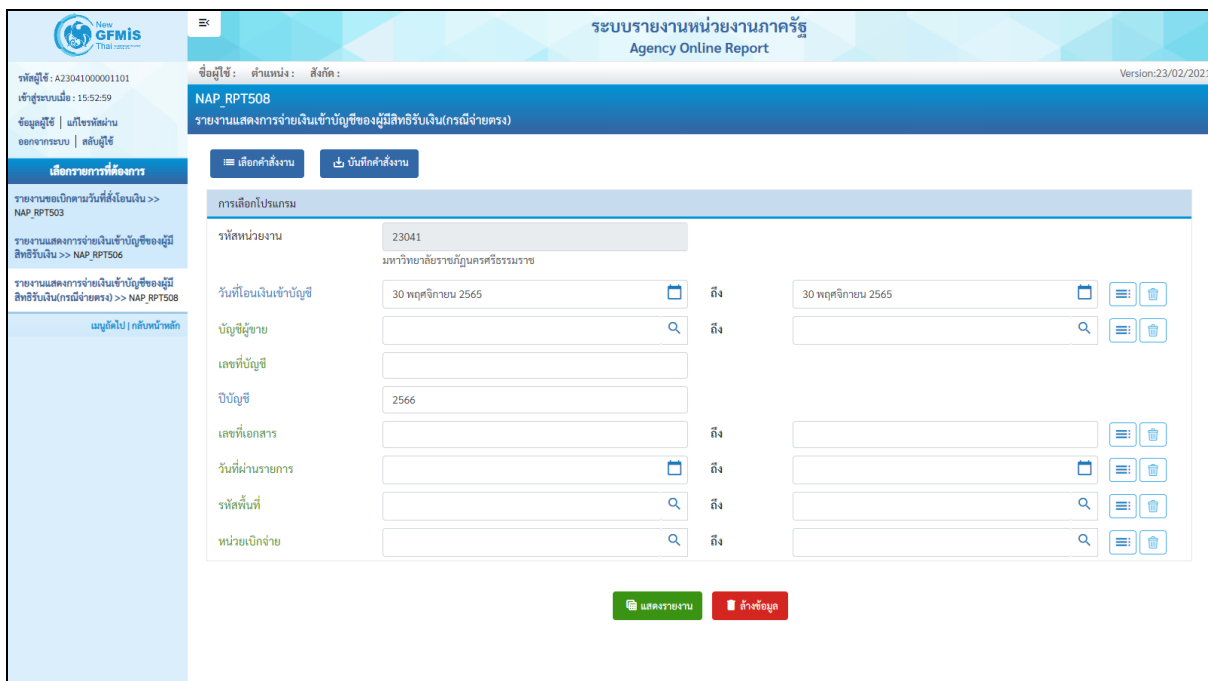 New
GFMIS
Thai
รหัสผู้ใช้ : A23041000001101
เข้าสู่ระบบเมื่อ : 15:52:59
ข้อมูลผู้ใช้ | แก้ไขรหัสผ่าน
ออกจากระบบ | สลับผู้ใช้
เลือกรายการที่ต้องการ
รายงานขอเบิกตามวันที่สั่งโอนเงิน >>
NAP_RPT503
รายงานแสดงการจ่ายเงินเข้าบัญชีของผู้มี
สิทธิรับเงิน >> NAP_RPT506
รายงานแสดงการจ่ายเงินเข้าบัญชีของผู้มี
สิทธิรับเงิน(กรณีจ่ายตรง) >> NAP_RPT508
เมนูถัดไป | กลับหน้าหลัก
ระบบรายงานหน่วยงานภาครัฐ
Agency Online Report
ชื่อผู้ใช้ : ตำแหน่ง : สังกัด : Version:23/02/2021
NAP_RPT508
รายงานแสดงการจ่ายเงินเข้าบัญชีของผู้มีสิทธิรับเงิน(กรณีจ่ายตรง)
เลือกคำสั่งงาน บันทึกคำสั่งงาน
การเลือกโปรแกรม
รหัสหน่วยงาน 23041
มหาวิทยาลัยราชภัฏนครศรีธรรมราช
วันที่โอนเงินเข้าบัญชี 30 พฤศจิกายน 2565 ถึง 30 พฤศจิกายน 2565
บัญชีผู้ขาย ถึง
เลขที่บัญชี
ปีบัญชี 2566
เลขที่เอกสาร ถึง
วันที่ผ่านรายการ ถึง
รหัสพื้นที่ ถึง
หน่วยเบิกจ่าย ถึง
แสดงรายงาน ล้างข้อมูล